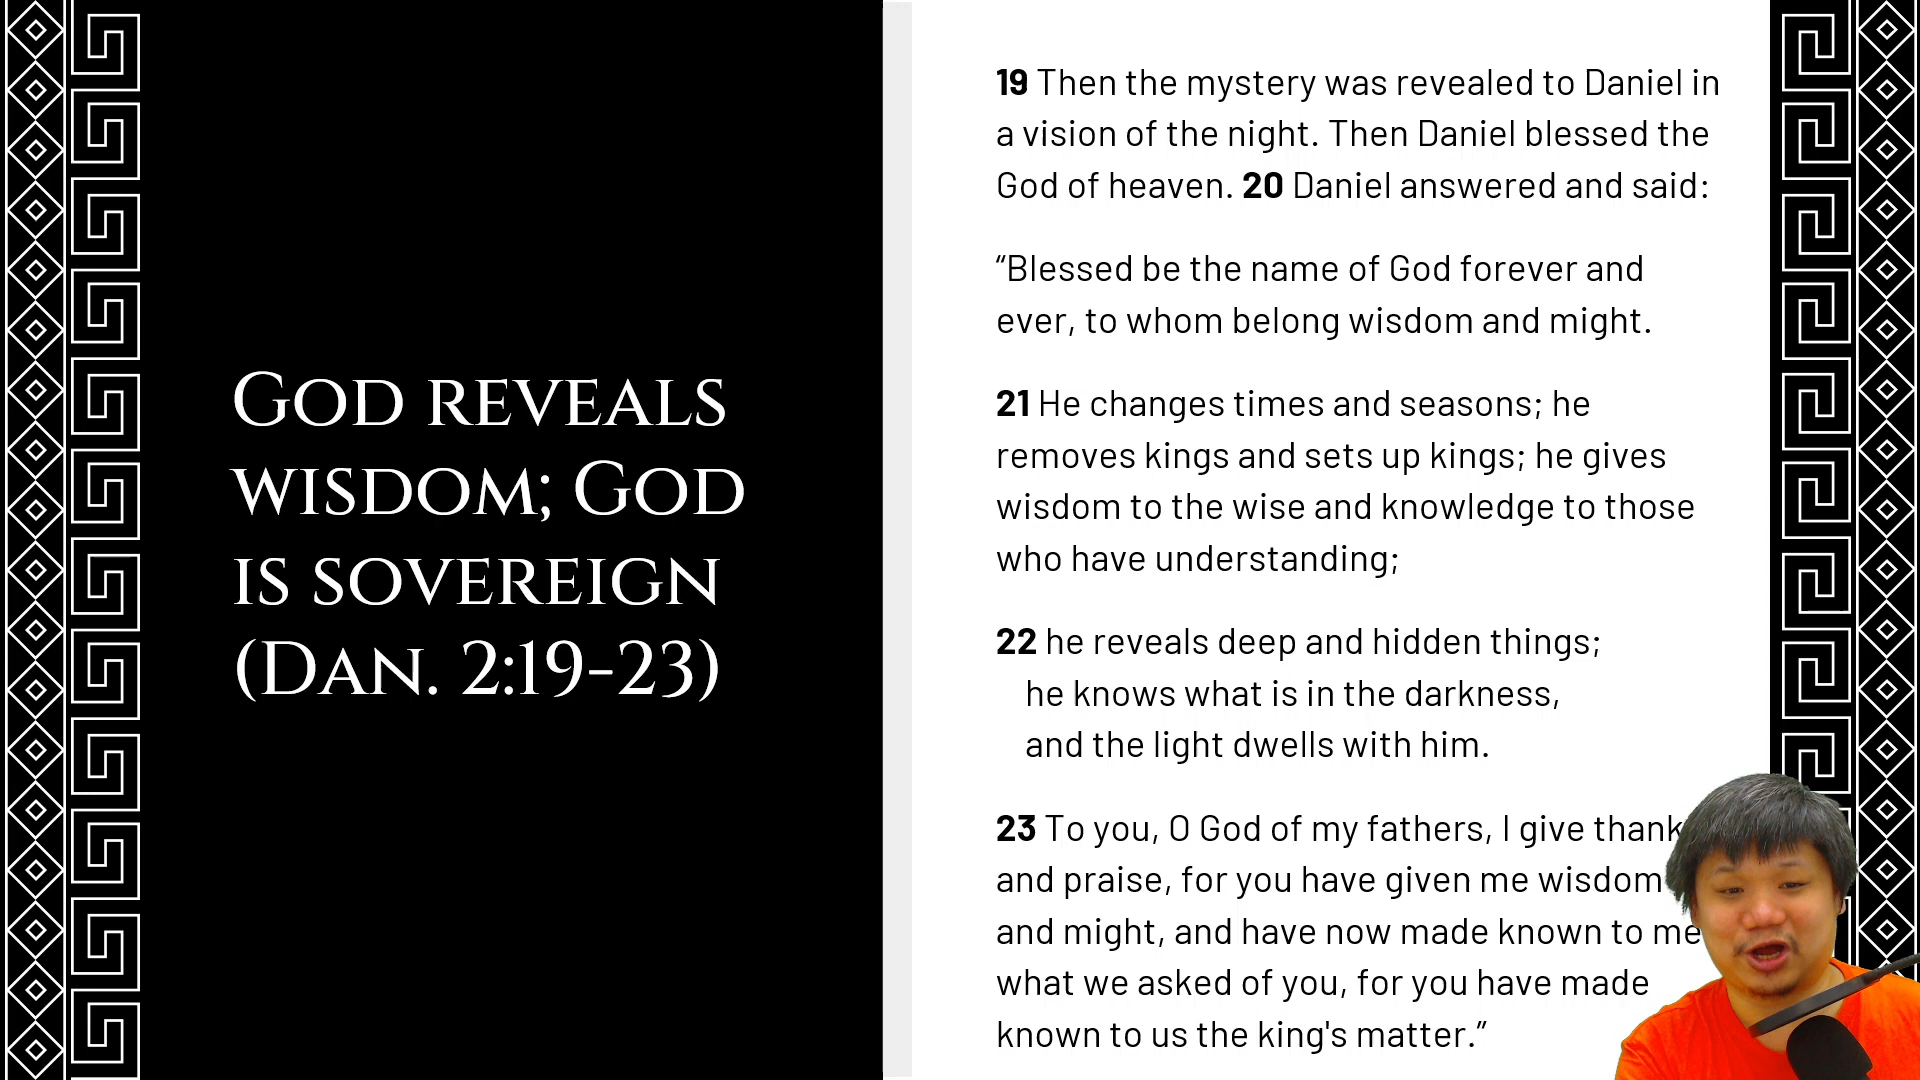 God reveals
wisdom; God
is sovereign
(Dan. 2:19-23)
19 Then the mystery was revealed to Daniel in
a vision of the night. Then Daniel blessed the
God of heaven. 20 Daniel answered and said:
“Blessed be the name of God forever and
ever, to whom belong wisdom and might.
21 He changes times and seasons; he
removes kings and sets up kings; he gives
wisdom to the wise and knowledge to those
who have understanding;
22 he reveals deep and hidden things;
he knows what is in the darkness,
and the light dwells with him.
23 To you, O God of my fathers, I give thank
and praise, for you have given me wisdom
and might, and have now made known to me
what we asked of you, for you have made
known to us the king's matter.”